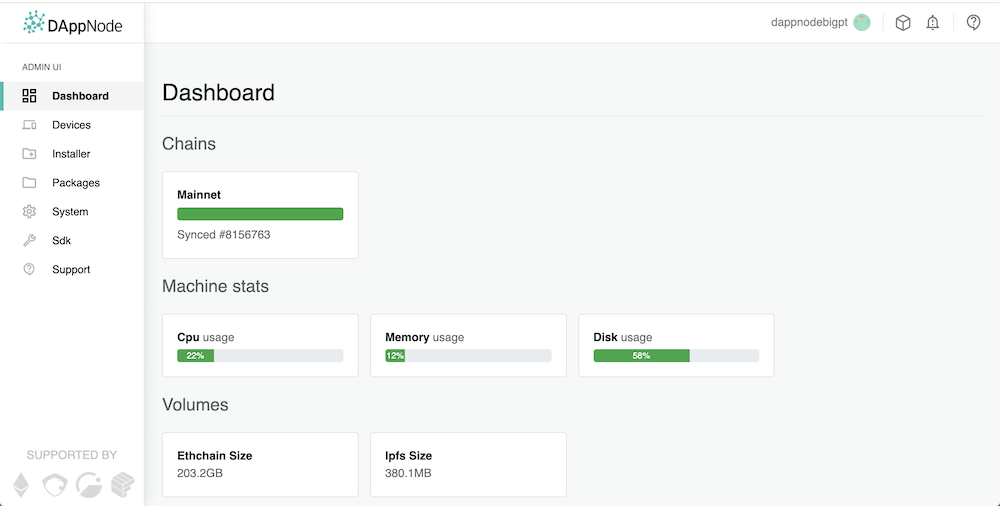 DAppNode
dappnodebigpt
ADMIN UI
Dashboard
Devices
Installer
Packages
System
Sdk
Support
SUPPORTED BY
Dashboard
Chains
Mainnet
Synced #8156763
Machine stats
Cpu usage
22%
Memory usage
12%
Disk usage
58%
Volumes
Ethchain Size
203.2GB
Ipfs Size
380.1MB